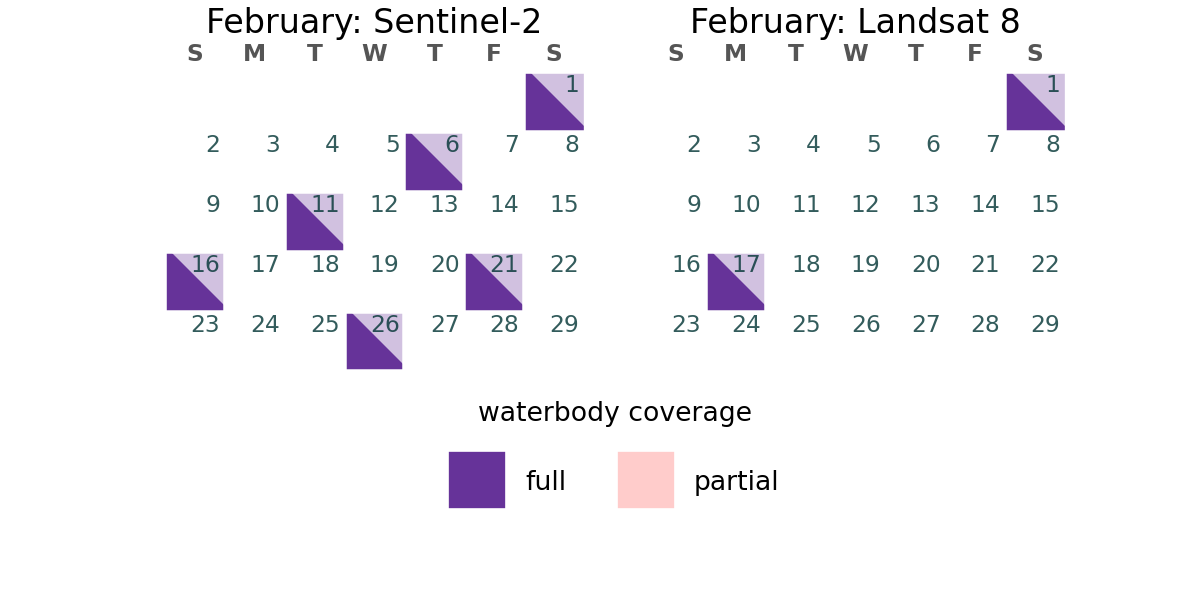 February: Sentinel-2
S M T W T F S
1
2 3 4 5 6 7 8
9 10 11 12 13 14 15
16 17 18 19 20 21 22
23 24 25 26 27 28 29
February: Landsat 8
S M T W T F S
1
2 3 4 5 6 7 8
9 10 11 12 13 14 15
16 17 18 19 20 21 22
23 24 25 26 27 28 29
waterbody coverage
full partial